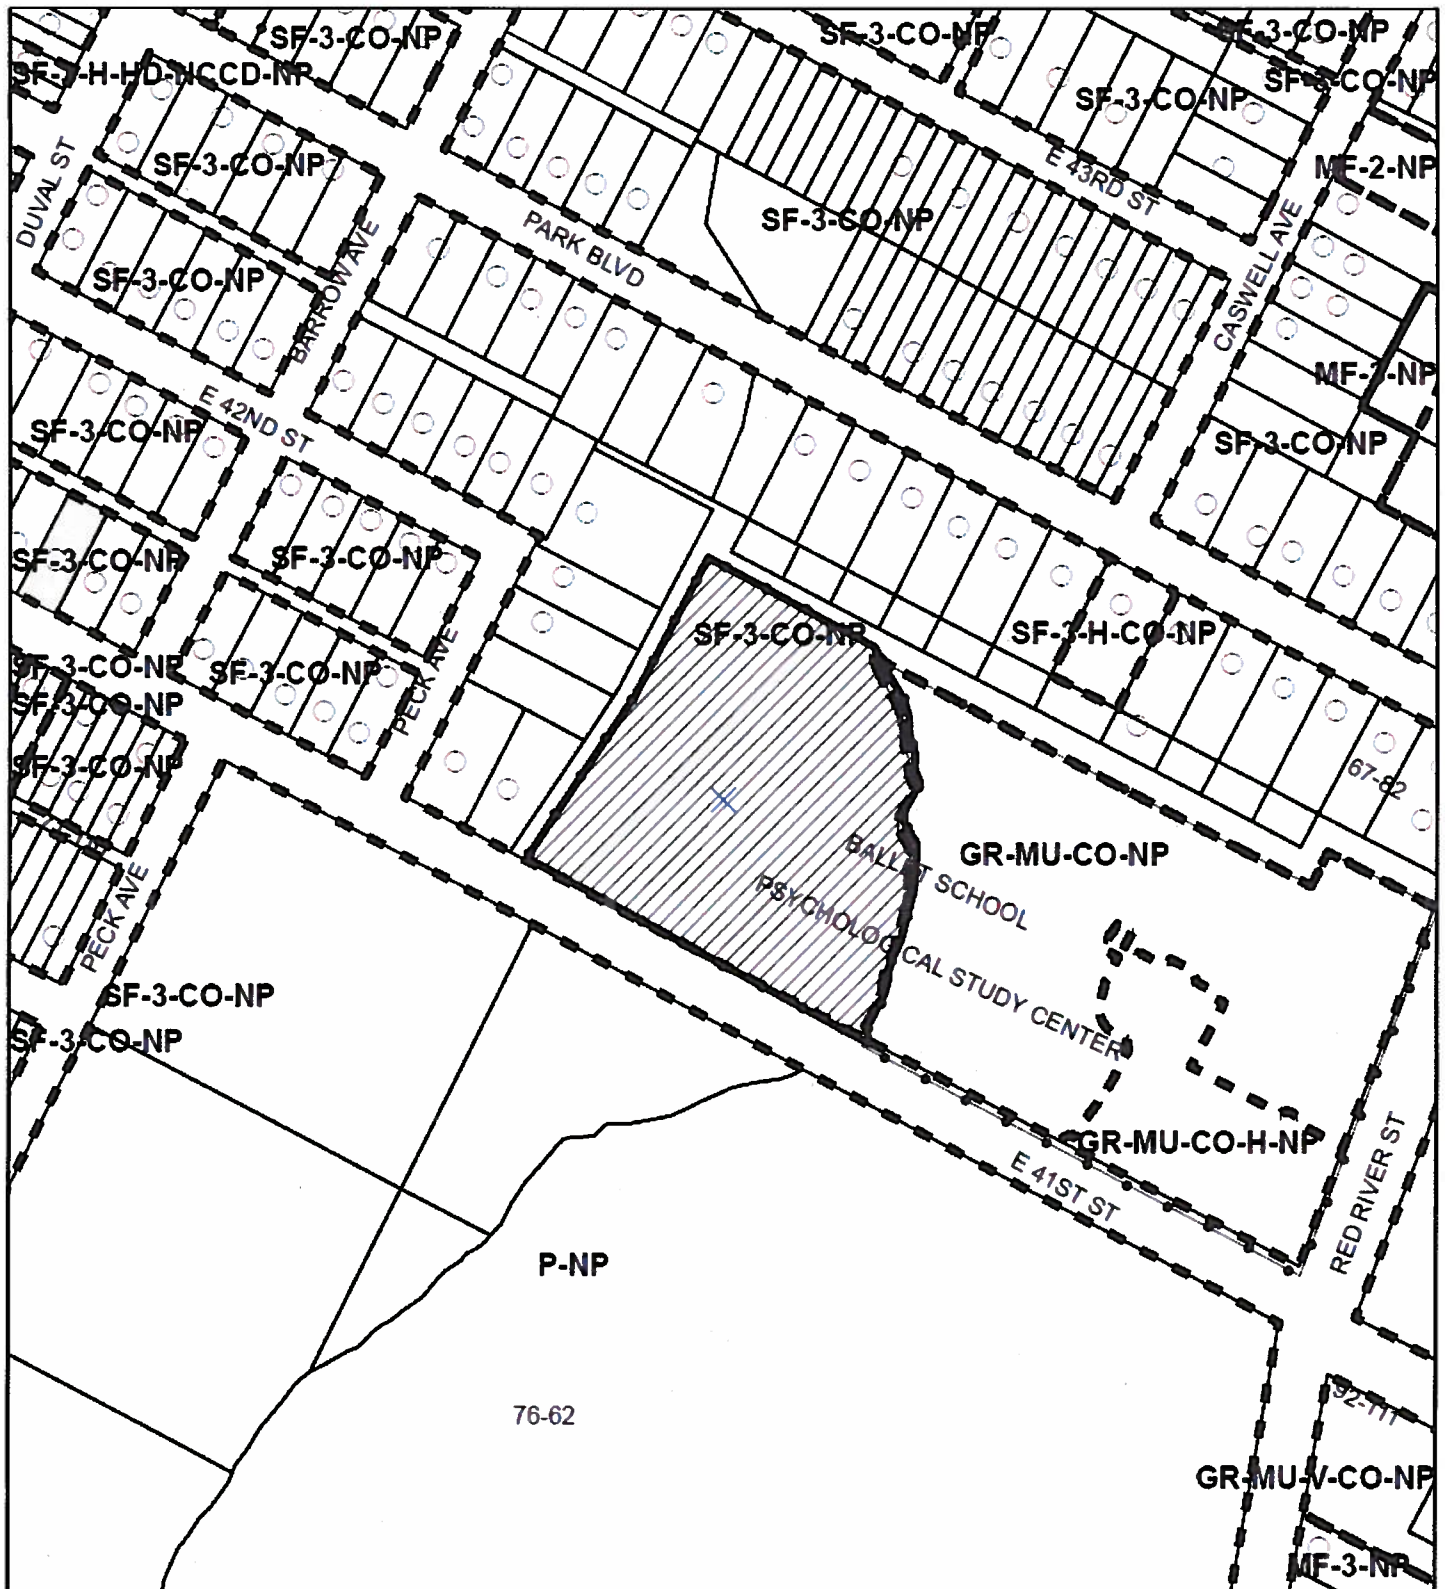 SF-3-CO-NP
SF-3-CO-NP
SF-3-CO-NP
SF-3-CO-NP
SF-3-CO-NP
MF-2-NP
SF-3-CO-NP
E 43RD ST
DUVAL ST
SF-3-CO-NP
PARK BLVD
CASWELL AVE
SF-3-CO-NP
BARROW AVE
MF-3-NP
E 42ND ST
SF-3-CO-NP
SF-3-CO-NP
SF-3-CO-NP
SF-3-CO-NP
SF-3-CO-NP
SF-3-H-CO-NP
SF-3-CO-NP
SF-3-CO-NP
SF-3-CO-NP
PECK AVE
SF-3-CO-NP
67-82
BALLET SCHOOL
GR-MU-CO-NP
PSYCHOLOGICAL STUDY CENTER
PECK AVE
SF-3-CO-NP
SF-3-CO-NP
GR-MU-CO-H-NP
E 41ST ST
RED RIVER ST
P-NP
76-62
92-111
GR-MU-V-CO-NP
MF-3-NP